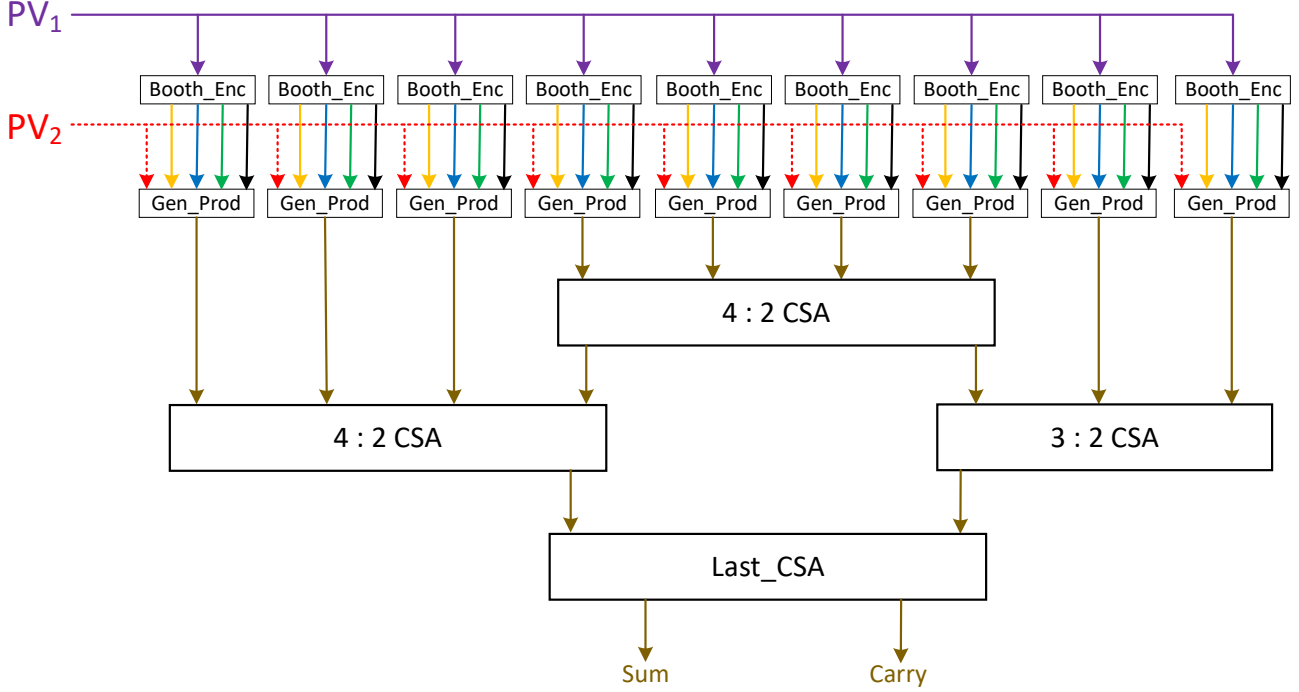 PV₁
Booth_Enc Booth_Enc Booth_Enc Booth_Enc Booth_Enc Booth_Enc Booth_Enc Booth_Enc Booth_Enc
PV₂
Gen_Prod Gen_Prod Gen_Prod Gen_Prod Gen_Prod Gen_Prod Gen_Prod Gen_Prod Gen_Prod
4 : 2 CSA
4 : 2 CSA 3 : 2 CSA
Last_CSA
Sum Carry